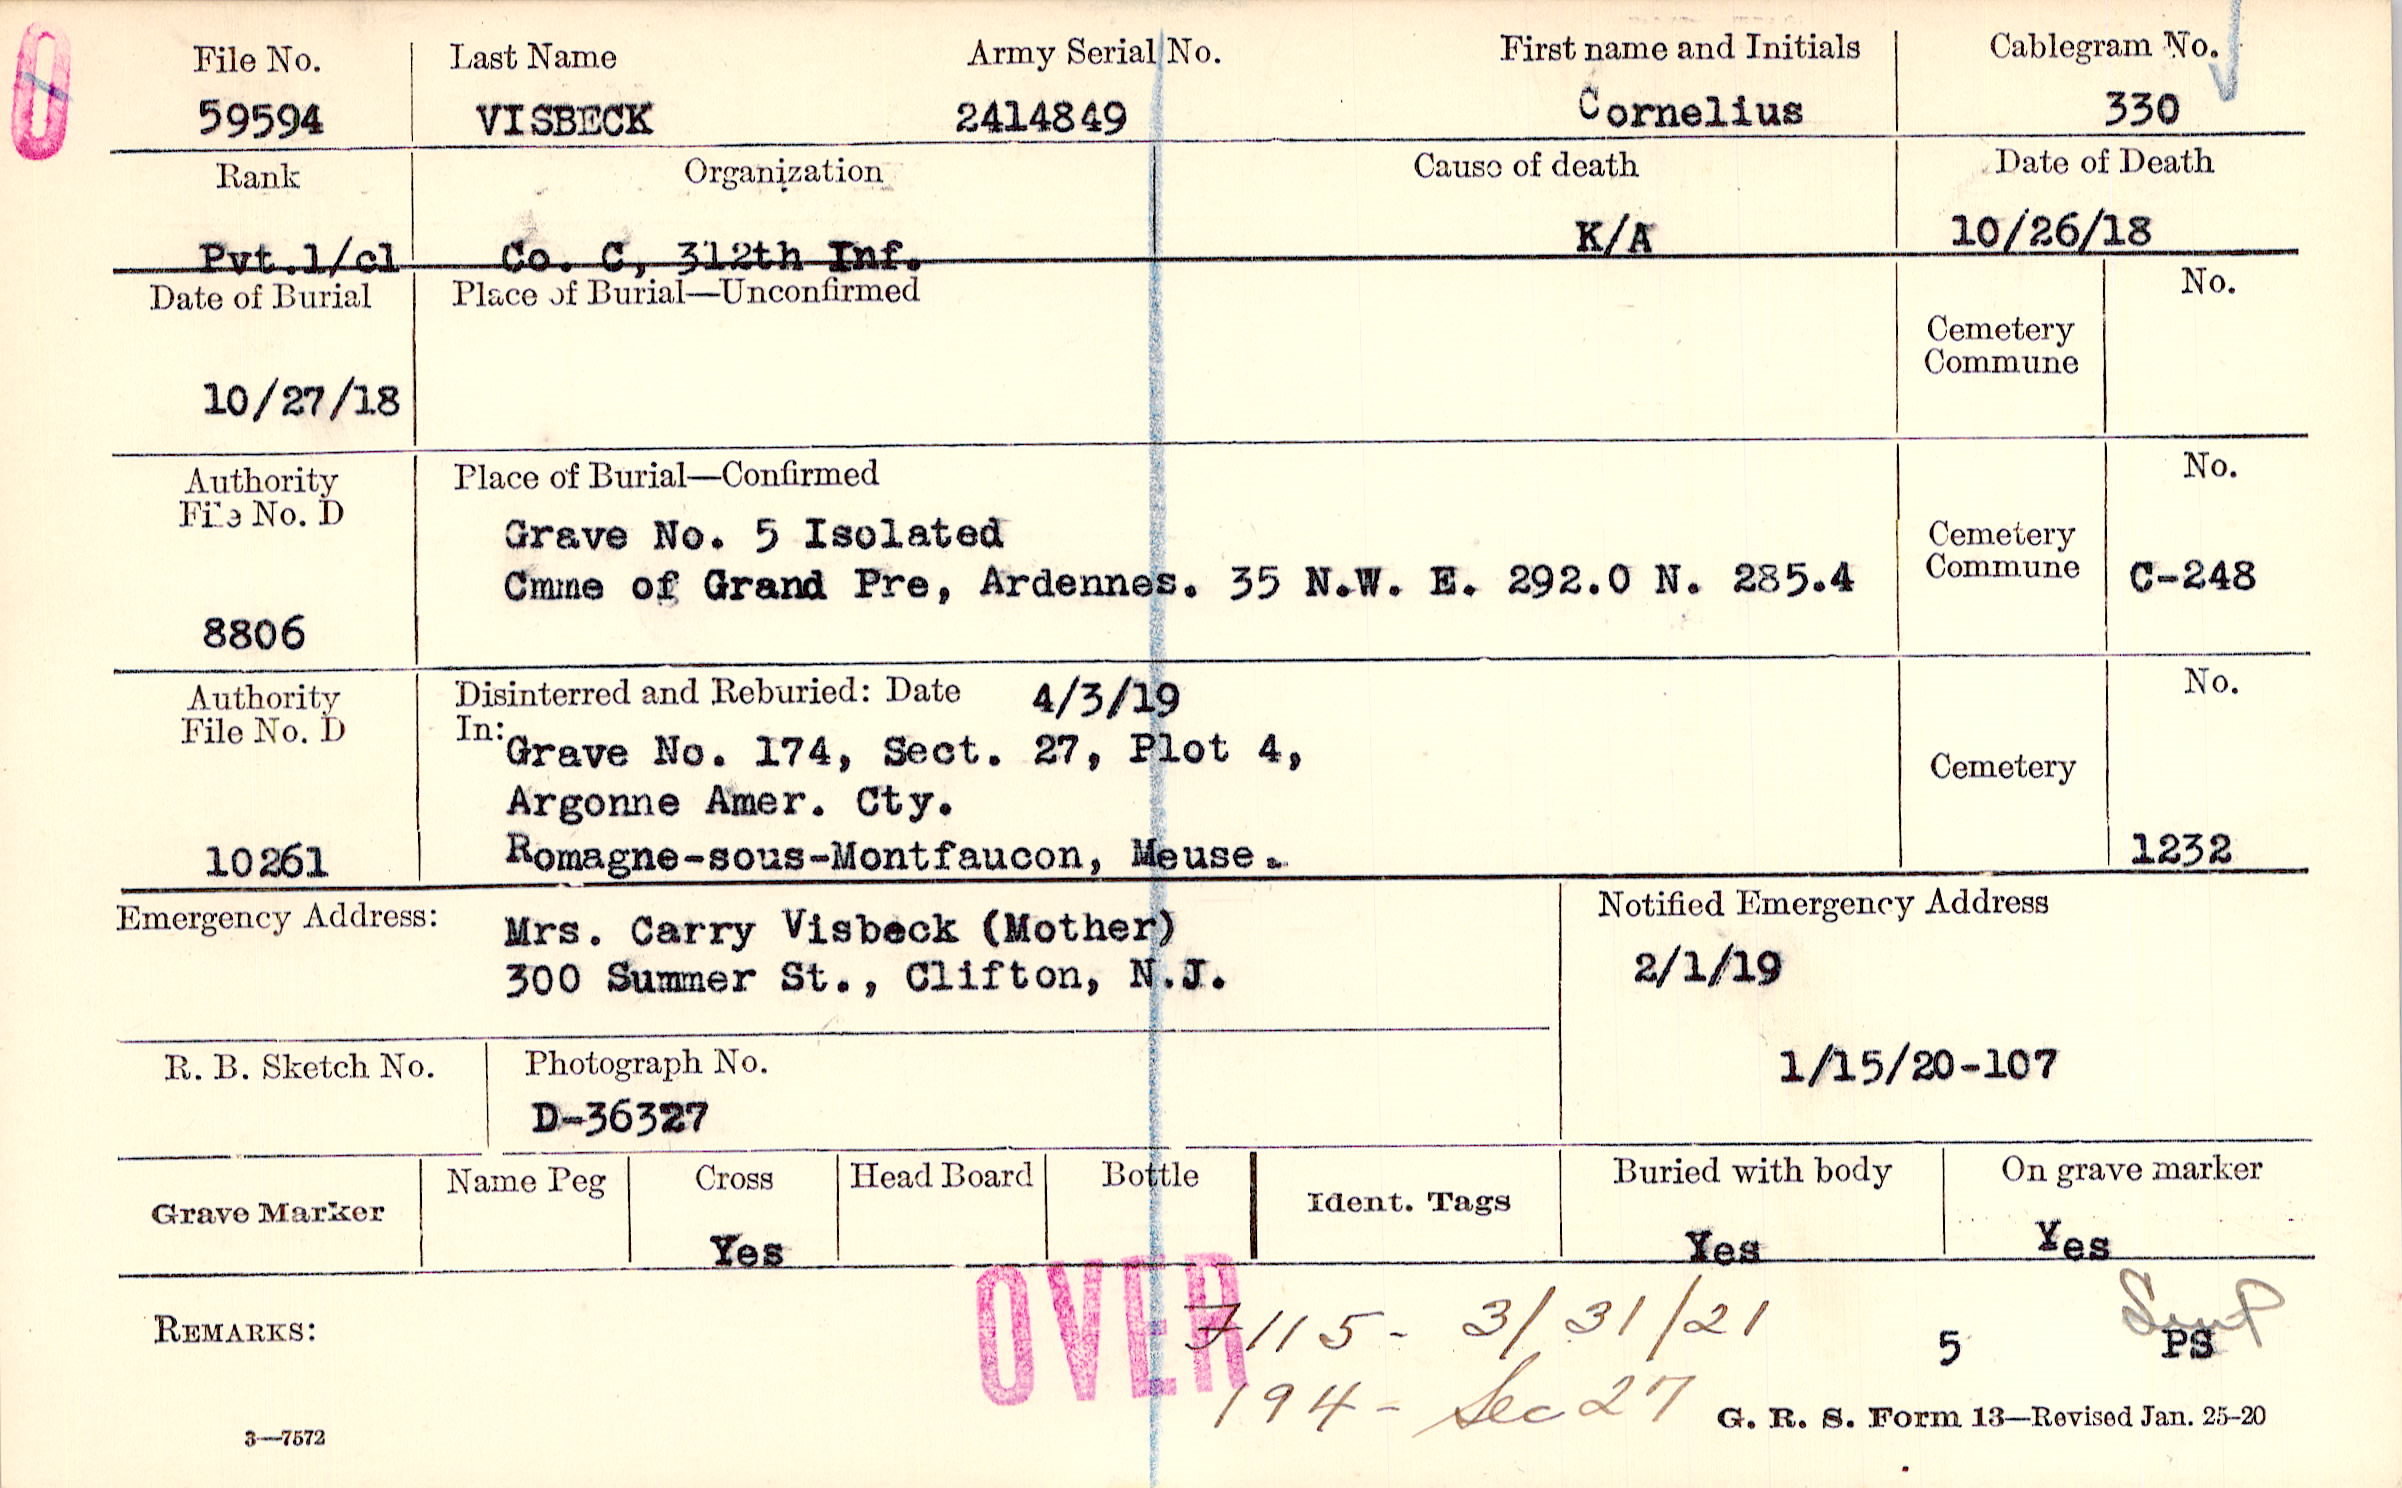 File No. Last Name Army Serial No. First name and Initials Cablegram No.
59594 VISBECK 2414849 Cornelius 330
Rank Organization Cause of death Date of Death
Pvt.1/cl Co. C, 312th Inf. K/A 10/26/18
Date of Burial Place of Burial—Unconfirmed No.
Cemetery
Commune
10/27/18
Authority Place of Burial—Confirmed No.
File No. D
Grave No. 5 Isolated Cemetery
Cmme of Grand Pre, Ardennes. 35 N.W. E. 292.0 N. 285.4 Commune C-248
8806
Authority Disinterred and Reburied: Date 4/3/19 No.
File No. D In:
Grave No. 174, Sect. 27, Plot 4, Cemetery
Argonne Amer. Cty.
10261 Romagne-sous-Montfaucon, Meuse. 1232
Emergency Address: Mrs. Carry Visbeck (Mother) Notified Emergency Address
300 Summer St., Clifton, N.J. 2/1/19
R. B. Sketch No. Photograph No. 1/15/20-107
D-36327
Grave Marker Name Peg Cross Head Board Bottle Ident. Tags Buried with body On grave marker
Yes Yes Yes
OVER
REMARKS: 7115- 3/31/21 5 PS
194- Sec 27
G. R. S. Form 13—Revised Jan. 25-20
3—7572